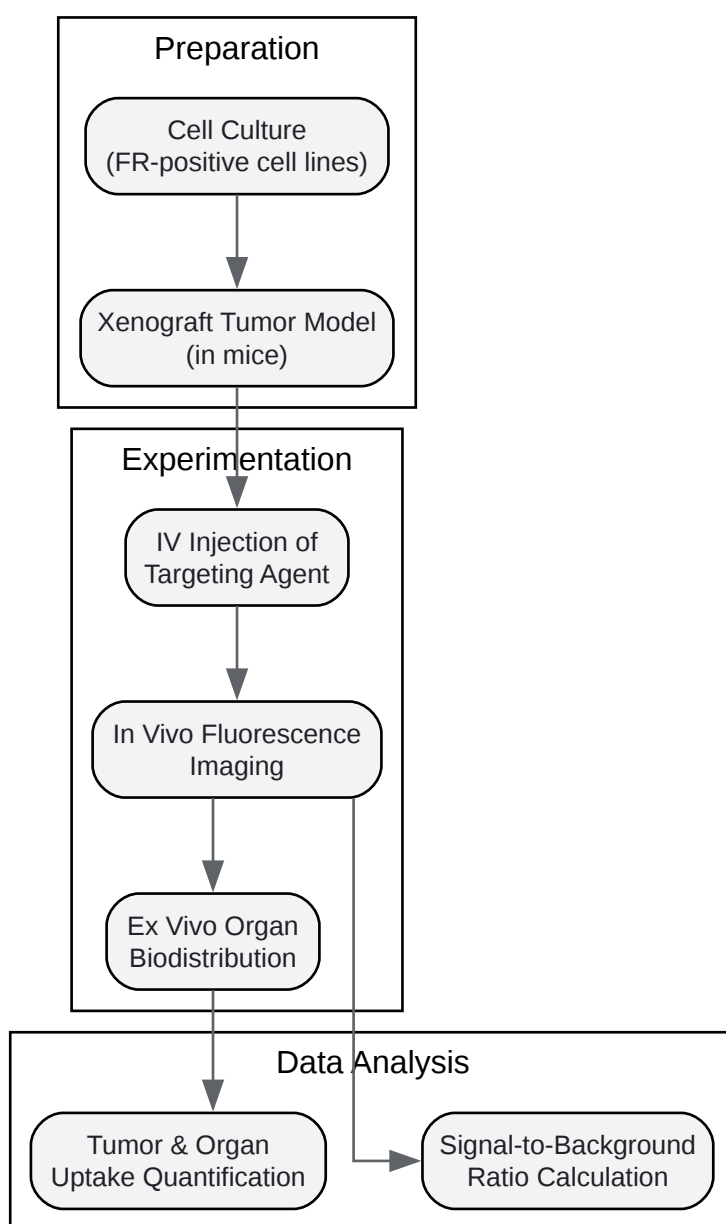 Preparation
Cell Culture
(FR-positive cell lines)
Xenograft Tumor Model
(in mice)
Experimentation
IV Injection of
Targeting Agent
In Vivo Fluorescence
Imaging
Ex Vivo Organ
Biodistribution
Data Analysis
Tumor & Organ
Uptake Quantification
Signal-to-Background
Ratio Calculation